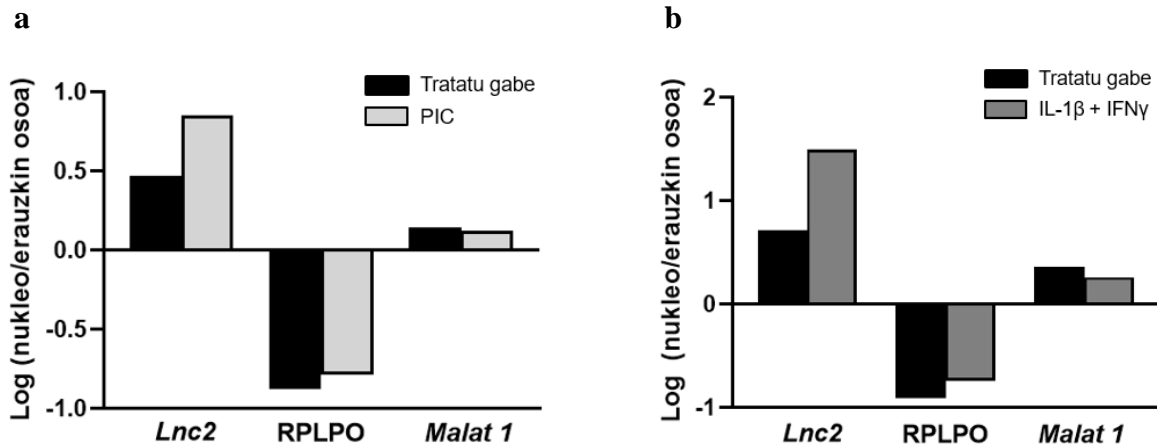 a
Log (nukleo/erauzkin osoa)
1.0
0.5
0.0
-0.5
-1.0
Tratatu gabe
PIC
Lnc2 RPLPO Malat 1
b
Log (nukleo/erauzkin osoa)
2
1
0
-1
Tratatu gabe
IL-1β + IFNγ
Lnc2 RPLPO Malat 1